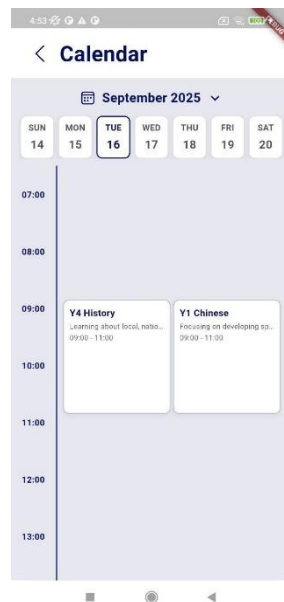 4:53
Calendar
September 2025
SUN MON TUE WED THU FRI SAT
14 15 16 17 18 19 20
07:00
08:00
09:00
Y4 History
Learning about local, natio...
09:00 - 11:00
Y1 Chinese
Focusing on developing sp...
09:00 - 11:00
10:00
11:00
12:00
13:00